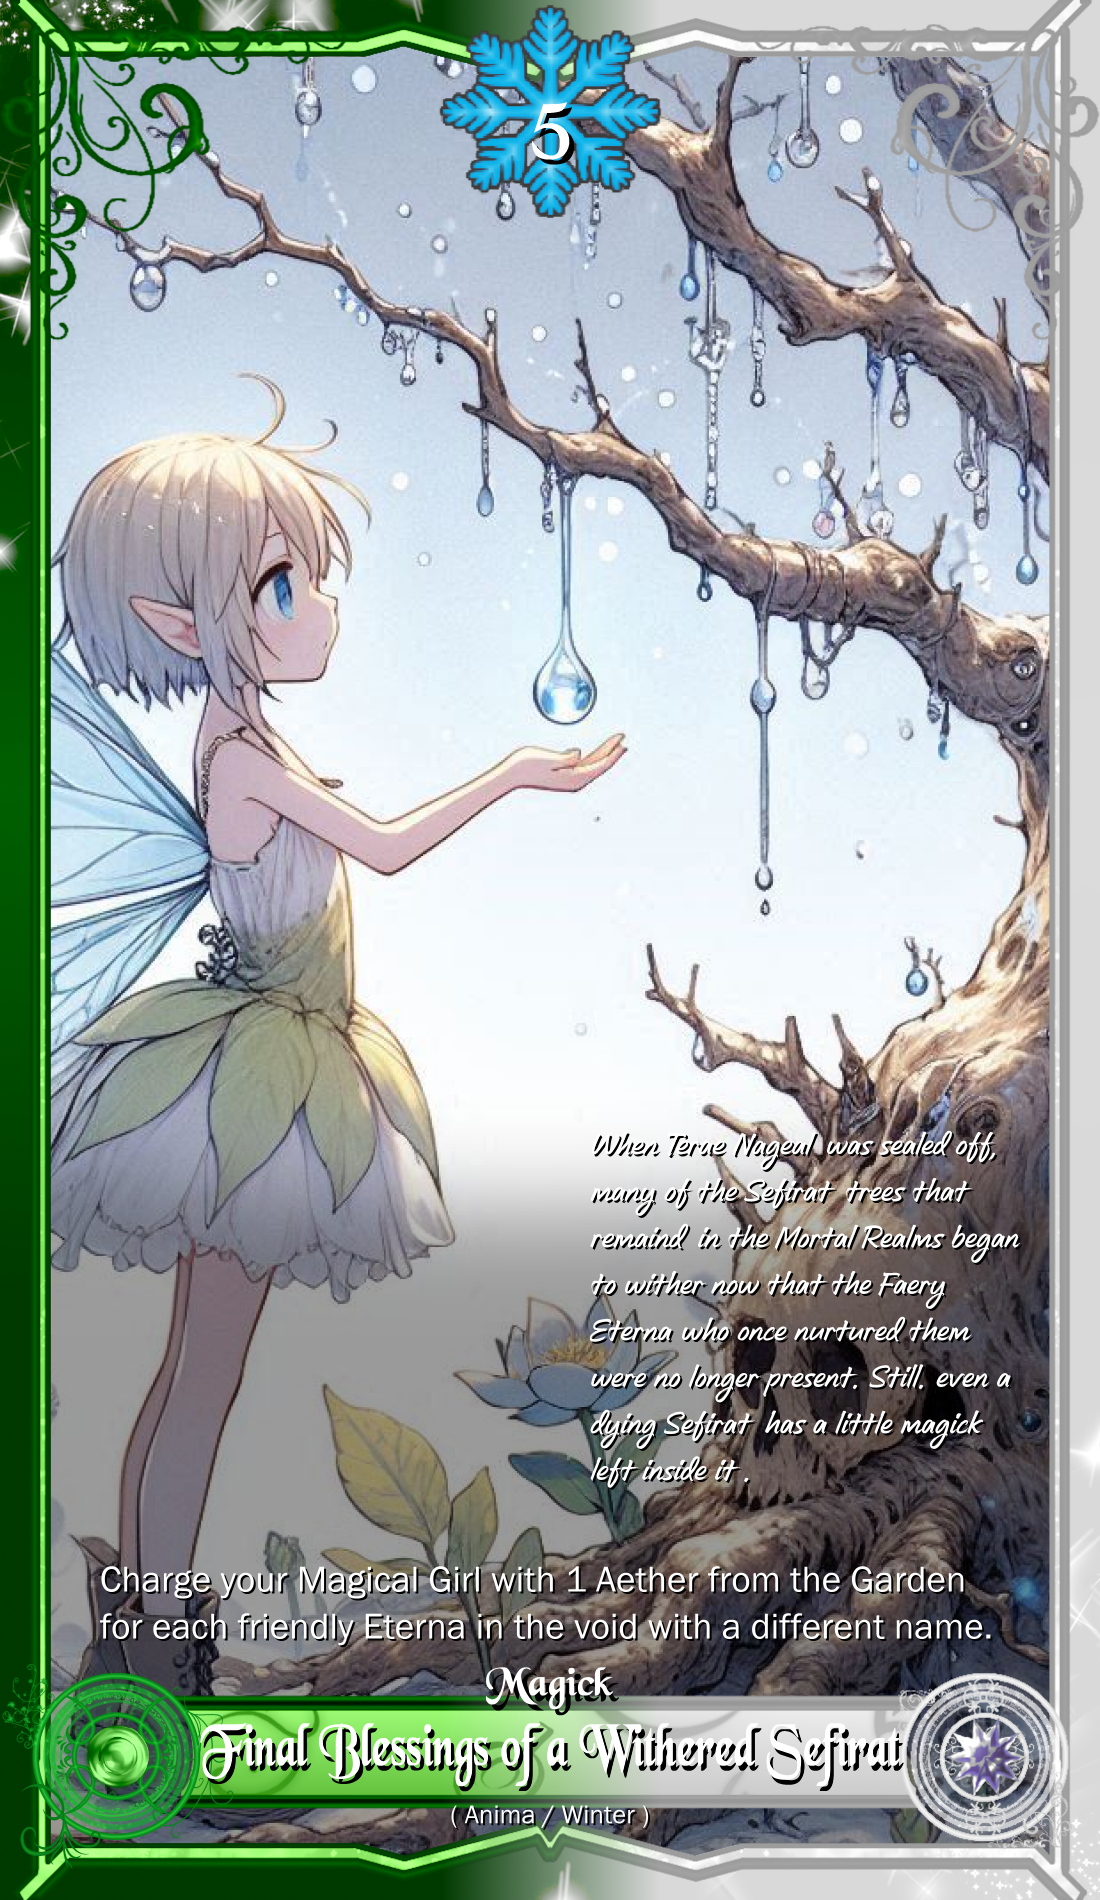 5
When Terue Nageul was sealed off,
many of the Sefirat trees that
remaind in the Mortal Realms began
to wither now that the Faery
Eterna who once nurtured them
were no longer present. Still, even a
dying Sefirat has a little magick
left inside it.
Charge your Magical Girl with 1 Aether from the Garden
for each friendly Eterna in the void with a different name.
Magick
Final Blessings of a Withered Sefirat
( Anima / Winter )